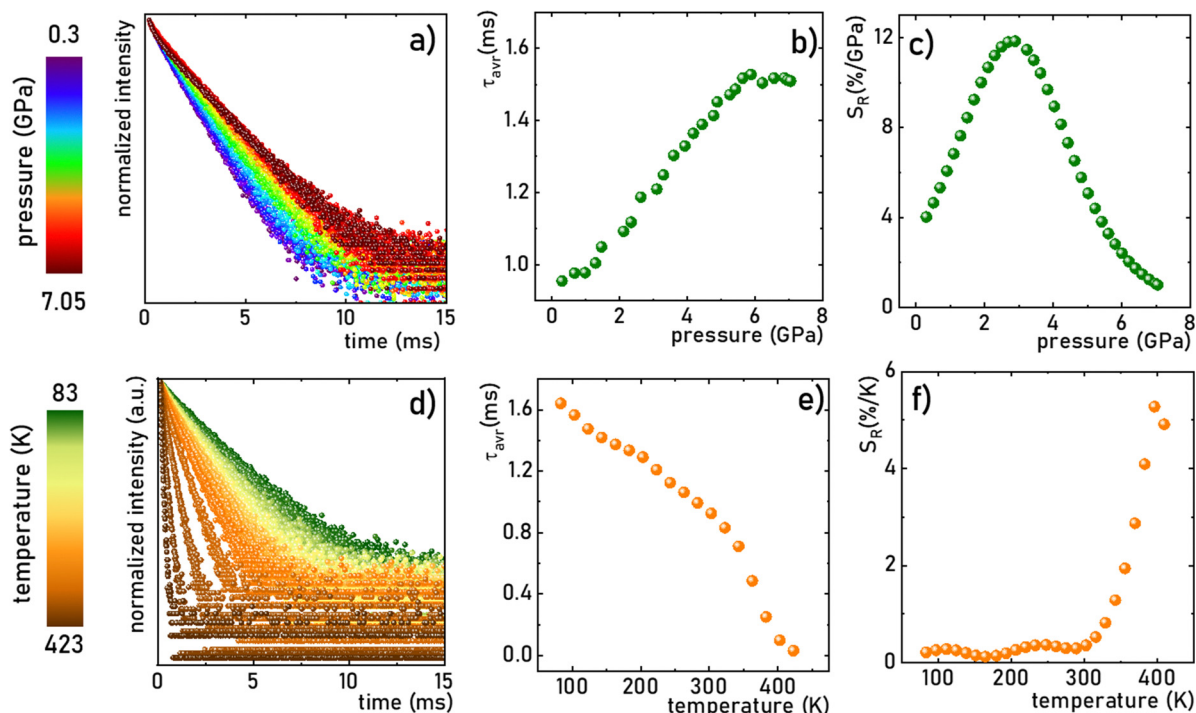 0.3
pressure (GPa)
7.05
normalized intensity
a)
0 5 10 15
time (ms)
τavr(ms)
b)
1.6
1.4
1.2
1.0
0 2 4 6 8
pressure (GPa)
SR(%/GPa)
c)
12
8
4
0
0 2 4 6 8
pressure (GPa)
83
temperature (K)
423
normalized intensity (a.u.)
d)
0 5 10 15
time (ms)
τavr(ms)
e)
1.6
1.2
0.8
0.4
0.0
100 200 300 400
temperature (K)
SR(%/K)
f)
6
4
2
0
100 200 300 400
temperature (K)